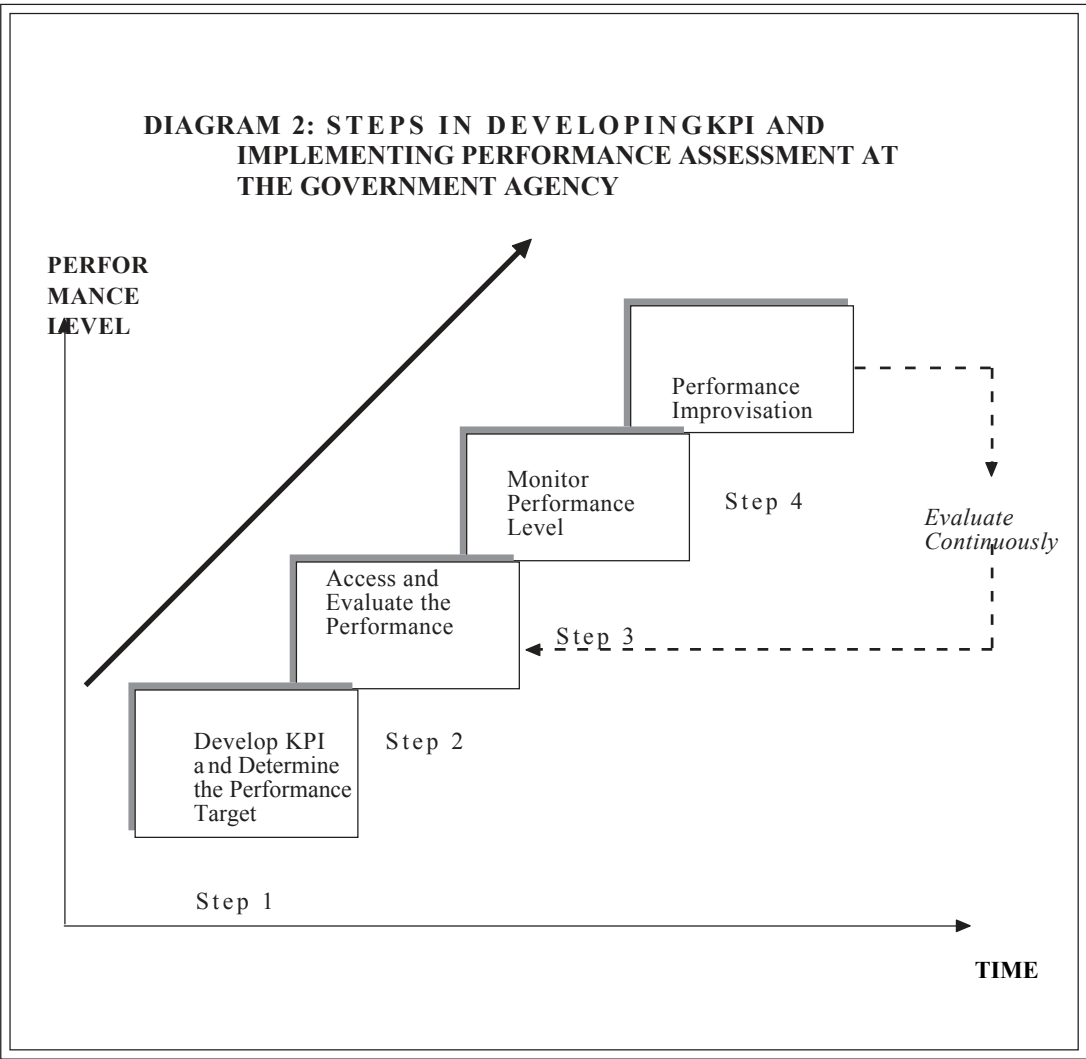 DIAGRAM 2: STEPS IN DEVELOPINGKPI AND
IMPLEMENTING PERFORMANCE ASSESSMENT AT
THE GOVERNMENT AGENCY
PERFOR
MANCE
LEVEL
Performance
Improvisation
Monitor
Performance
Level
Step 4
Evaluate
Continuously
Access and
Evaluate the
Performance
Step 3
Develop KPI
and Determine
the Performance
Target
Step 2
Step 1
TIME